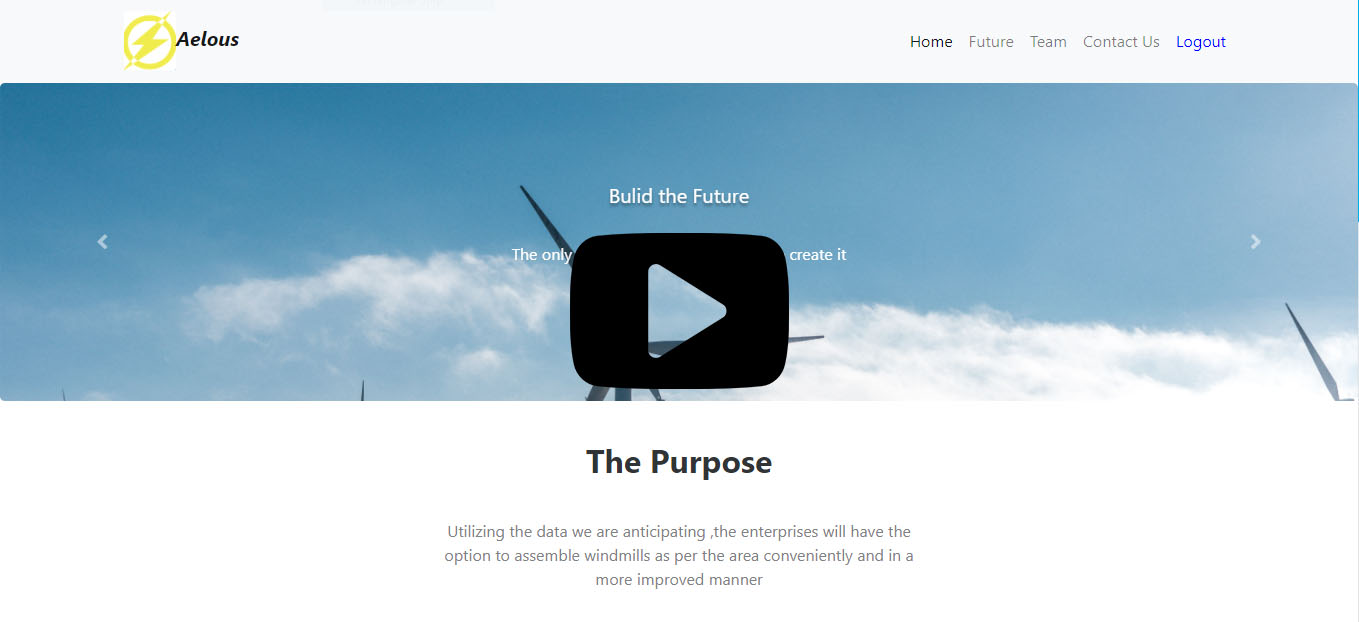 Aelous
Home Future Team Contact Us Logout
Bulid the Future
The only create it
The Purpose
Utilizing the data we are anticipating ,the enterprises will have the
option to assemble windmills as per the area conveniently and in a
more improved manner